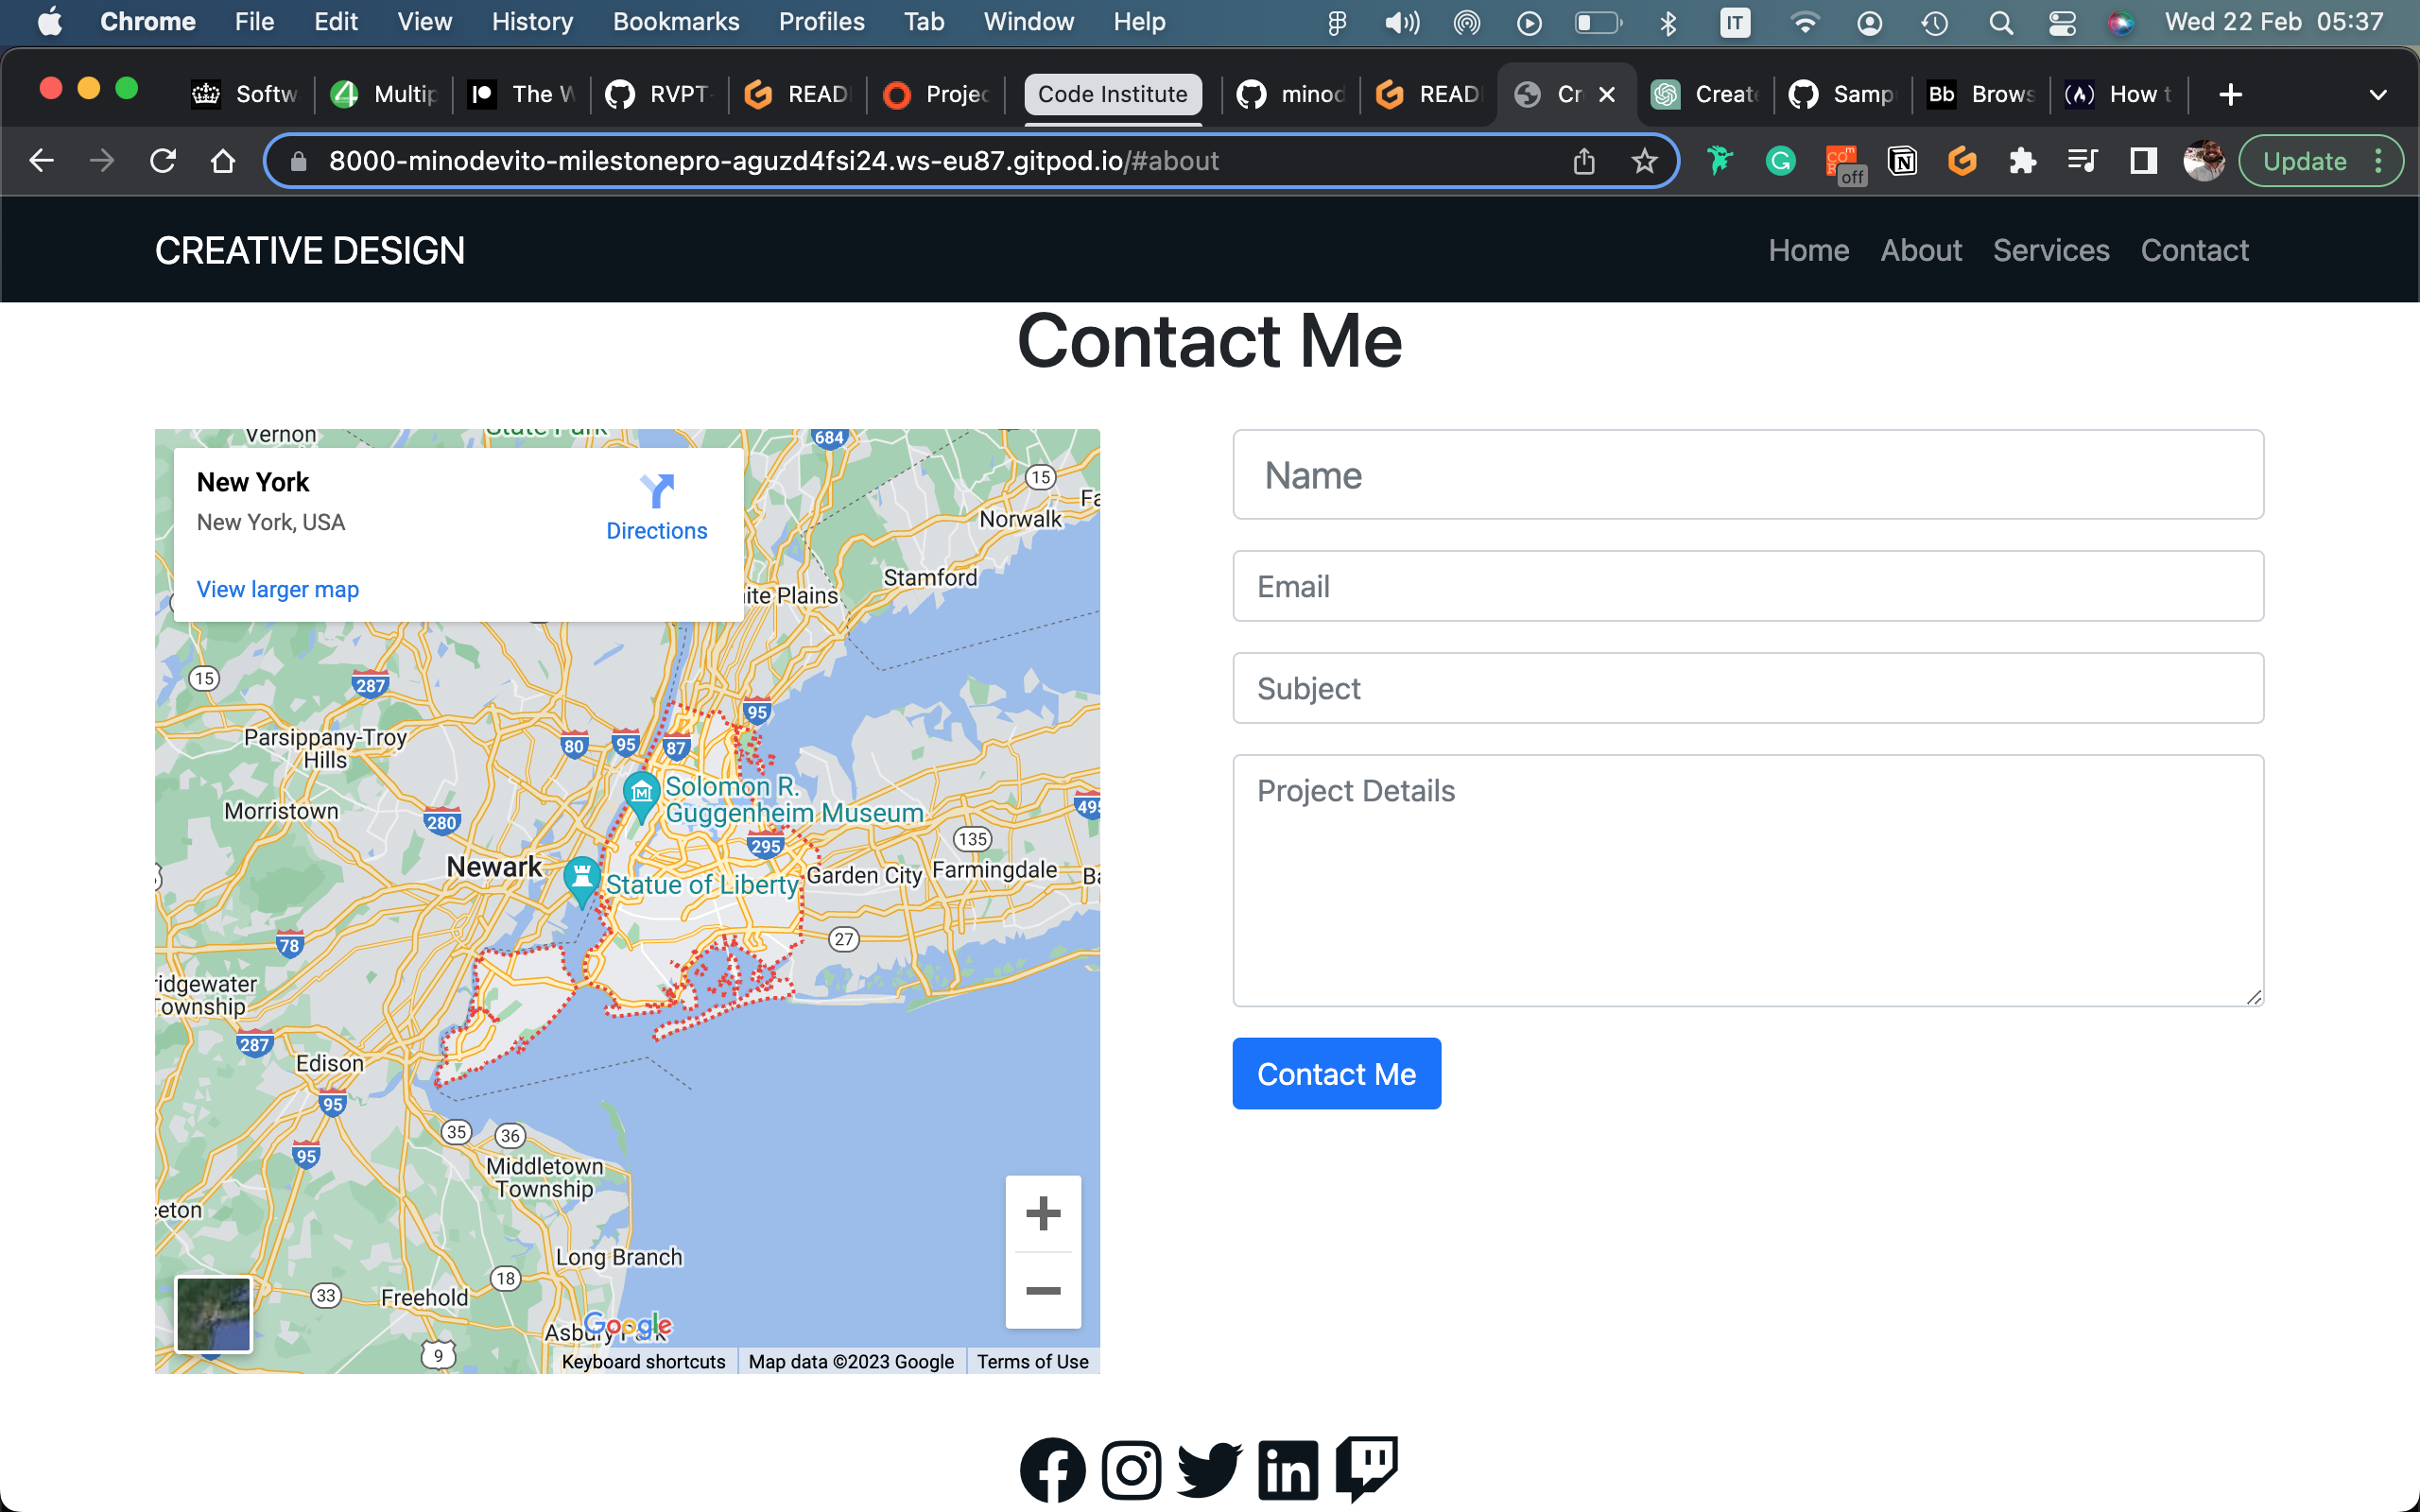 Chrome File Edit View History Bookmarks Profiles Tab Window Help IT Wed 22 Feb 05:37
Softw Multip The W RVPT- READ Projec Code Institute minod READ Cr Create Samp Bb Brows How t
8000-minodevito-milestonepro-aguzd4fsi24.ws-eu87.gitpod.io/#about off Update
CREATIVE DESIGN Home About Services Contact
Contact Me
Vernon State Park 684
New York
New York, USA
Directions
View larger map
15
Norwalk
Stamford
ite Plains
15
287
95
Parsippany-Troy
Hills
80 95 87
Solomon R.
Guggenheim Museum
Morristown
280
495
295
135
Newark
Statue of Liberty
Garden City
Farmingdale
78
27
ridgewater
Township
287
Edison
95
35 36
95
Middletown
Township
ceton
Long Branch
18
33
Freehold
Asbury Park
Google
9
Keyboard shortcuts Map data ©2023 Google Terms of Use
Name
Email
Subject
Project Details
Contact Me